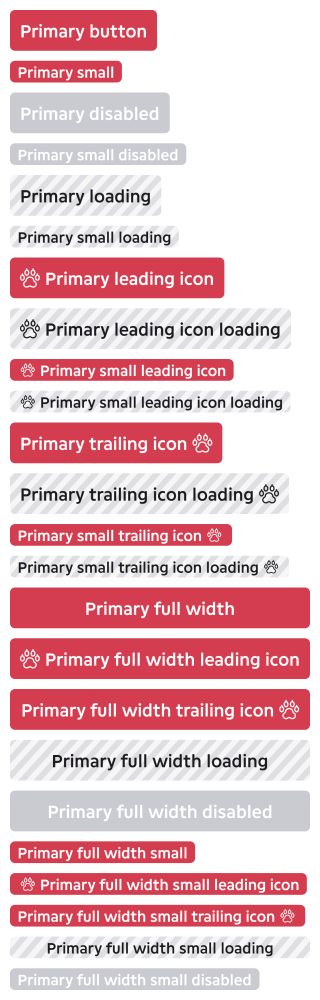 Primary button
Primary small
Primary disabled
Primary small disabled
Primary loading
Primary small loading
Primary leading icon
Primary leading icon loading
Primary small leading icon
Primary small leading icon loading
Primary trailing icon
Primary trailing icon loading
Primary small trailing icon
Primary small trailing icon loading
Primary full width
Primary full width leading icon
Primary full width trailing icon
Primary full width loading
Primary full width disabled
Primary full width small
Primary full width small leading icon
Primary full width small trailing icon
Primary full width small loading
Primary full width small disabled